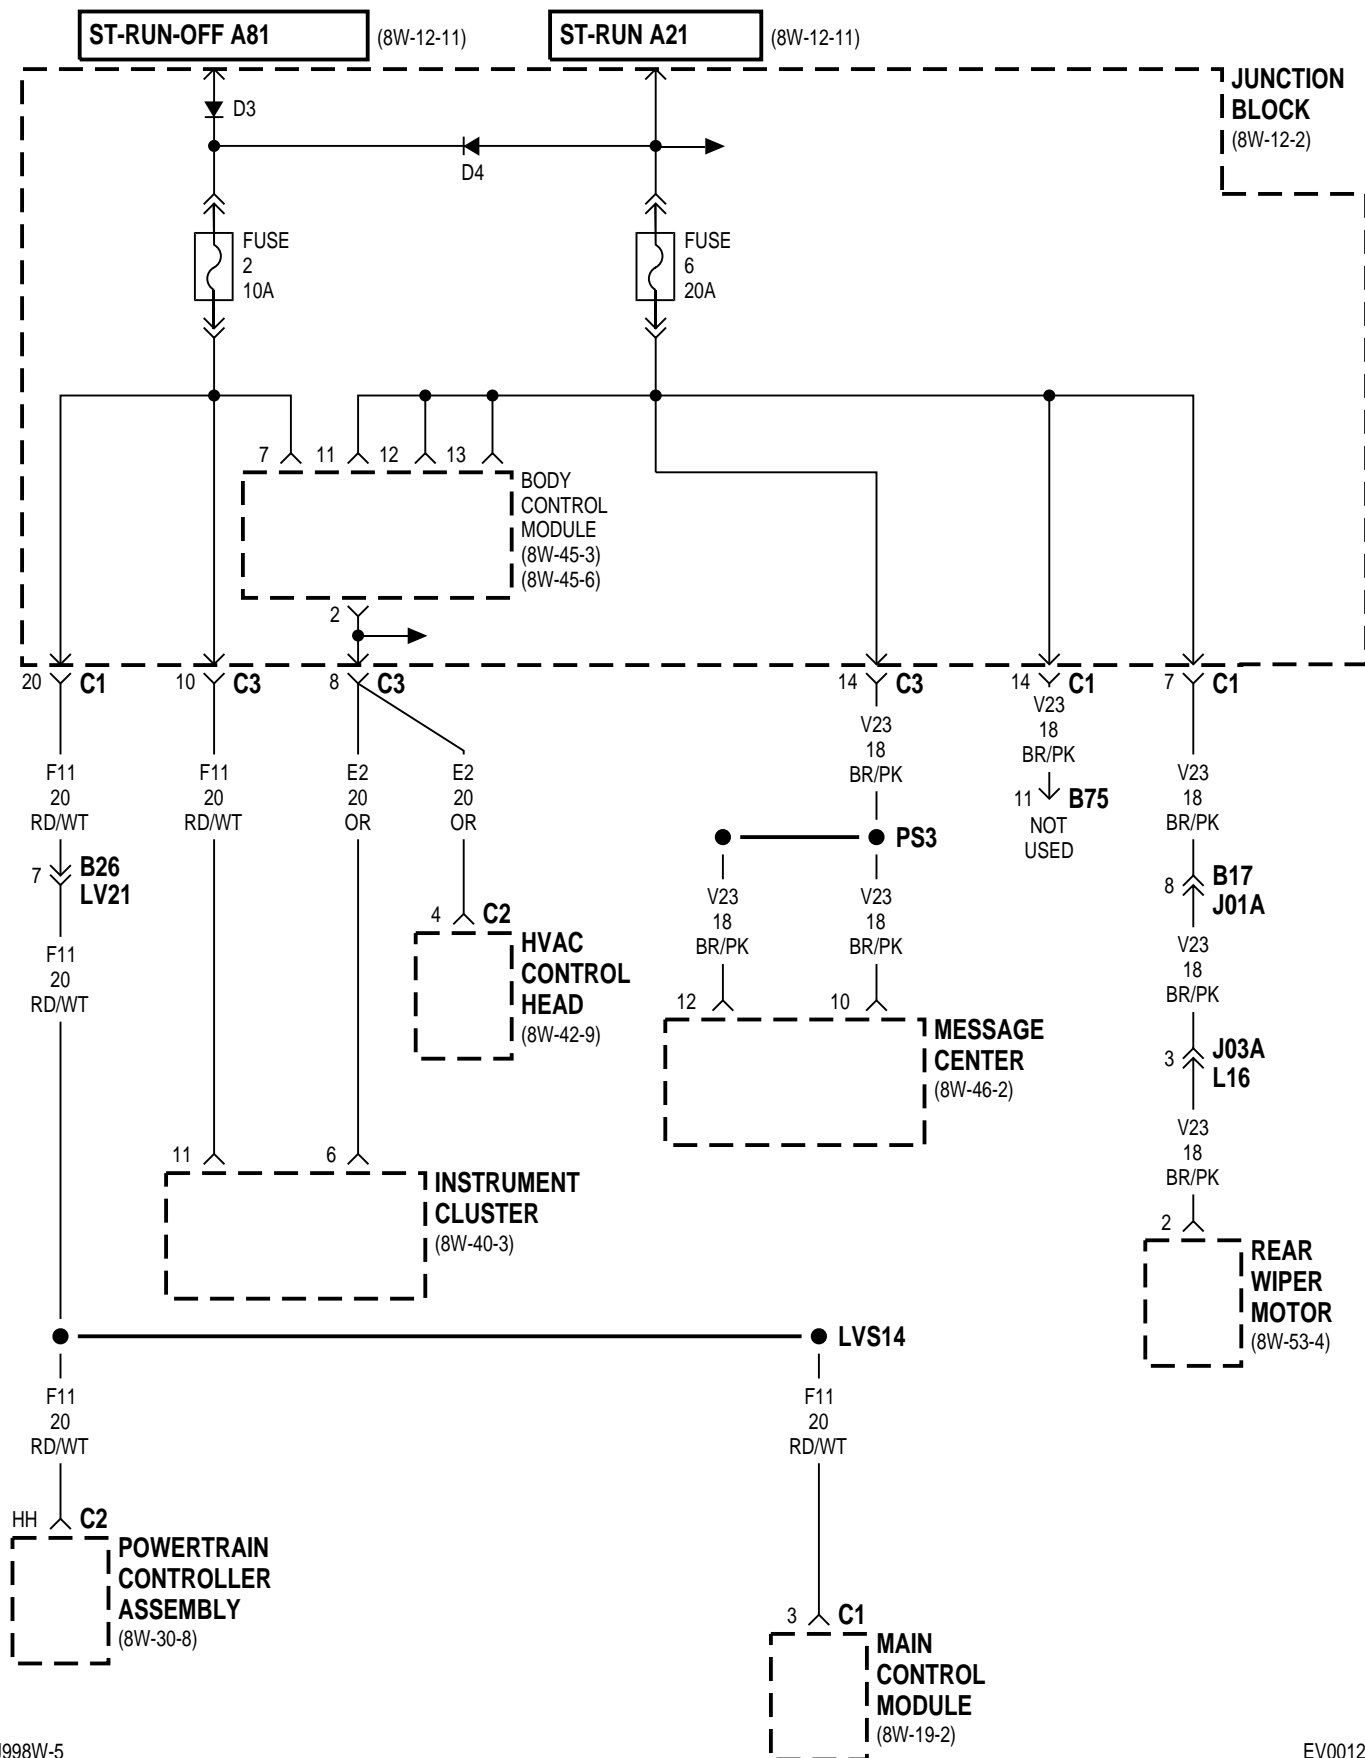 ST-RUN-OFF A81 (8W-12-11)
ST-RUN A21 (8W-12-11)
JUNCTION
BLOCK
(8W-12-2)
D3
D4
FUSE
2
10A
FUSE
6
20A
7 11 12 13
BODY
CONTROL
MODULE
(8W-45-3)
(8W-45-6)
2
20 C1
10 C3
8 C3
14 C3
14 C1
7 C1
F11
20
RD/WT
F11
20
RD/WT
E2
20
OR
E2
20
OR
V23
18
BR/PK
V23
18
BR/PK
V23
18
BR/PK
11 B75
NOT
USED
PS3
7 B26
LV21
F11
20
RD/WT
4 C2
HVAC
CONTROL
HEAD
(8W-42-9)
V23
18
BR/PK
V23
18
BR/PK
8 B17
J01A
V23
18
BR/PK
12 10
MESSAGE
CENTER
(8W-46-2)
3 J03A
L16
V23
18
BR/PK
11 6
INSTRUMENT
CLUSTER
(8W-40-3)
2
REAR
WIPER
MOTOR
(8W-53-4)
LVS14
F11
20
RD/WT
F11
20
RD/WT
HH C2
POWERTRAIN
CONTROLLER
ASSEMBLY
(8W-30-8)
3 C1
MAIN
CONTROL
MODULE
(8W-19-2)
998W-5
EV0012